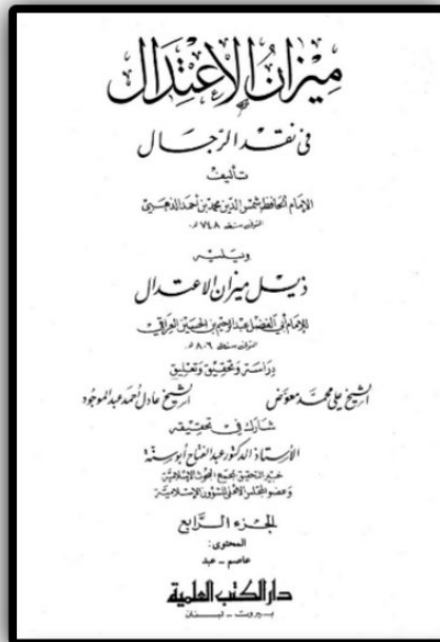 ميزان الاعتدال
في نقد الرجال
تأليف
الإمام الحافظ شمس الدين محمد بن أحمد الذهبي
المتوفى سنة ٧٤٨ هـ
ويليه
ذيل ميزان الاعتدال
للإمام أبي الفضل عبد الرحيم بن الحسين العراقي
المتوفى سنة ٨٠٦ هـ
دراسة وتحقيق وتعليق
الشيخ علي محمد معوض الشيخ عادل أحمد عبد الموجود
شارك في تحقيقه
الأستاذ الدكتور عبد الفتاح أبو سنة
خبير التحقيق بمجمع البحوث الإسلامية
وعضو المجلس الأعلى للشؤون الإسلامية
الجزء الرابع
المحتوى:
عاصم - عبد
دار الكتب العلمية
بيروت - لبنان